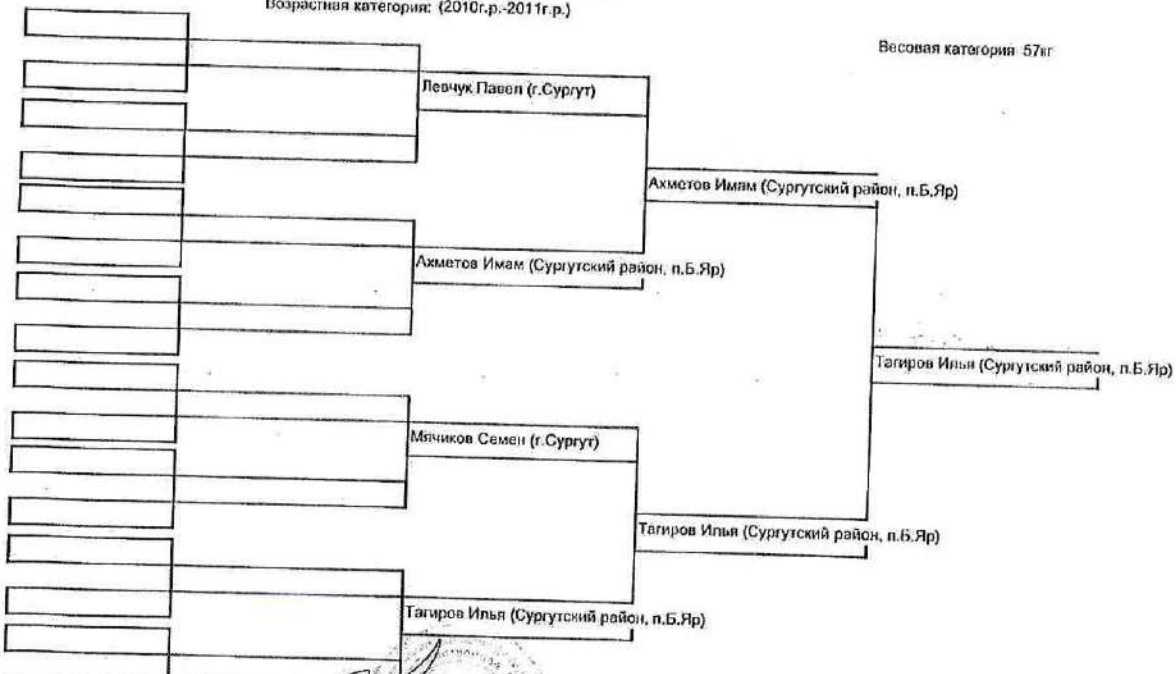 Возрастная категория: (2010г.р.-2011г.р.)
Весовая категория 57кг
Левчук Павел (г.Сургут)
Ахметов Имам (Сургутский район, п.Б.Яр)
Ахметов Имам (Сургутский район, п.Б.Яр)
Тагиров Илья (Сургутский район, п.Б.Яр)
Мячиков Семен (г.Сургут)
Тагиров Илья (Сургутский район, п.Б.Яр)
Тагиров Илья (Сургутский район, п.Б.Яр)